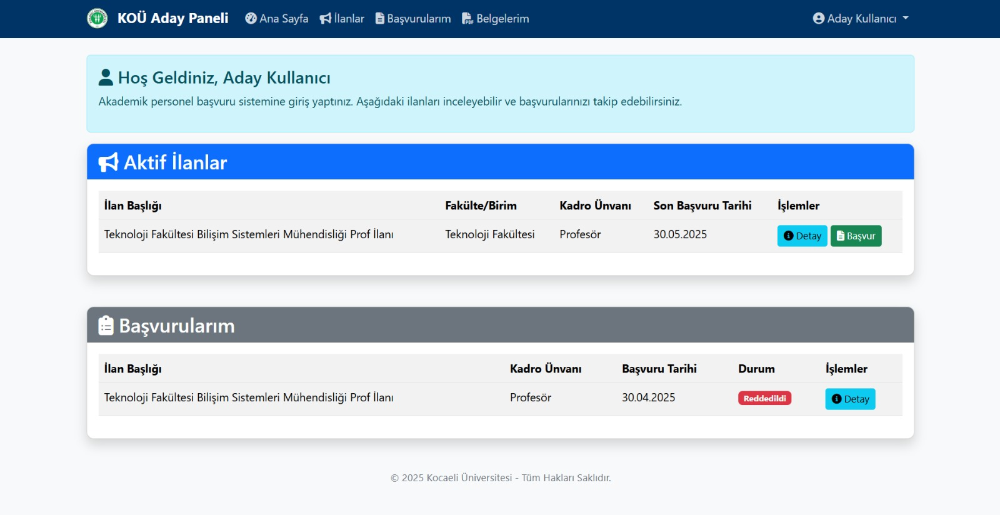 KOÜ Aday Paneli Ana Sayfa İlanlar Başvurularım Belgelerim Aday Kullanıcı
Hoş Geldiniz, Aday Kullanıcı
Akademik personel başvuru sistemine giriş yaptınız. Aşağıdaki ilanları inceleyebilir ve başvurularınızı takip edebilirsiniz.
Aktif İlanlar
İlan Başlığı Fakülte/Birim Kadro Ünvanı Son Başvuru Tarihi İşlemler
Teknoloji Fakültesi Bilişim Sistemleri Mühendisliği Prof İlanı Teknoloji Fakültesi Profesör 30.05.2025 Detay Başvur
Başvurularım
İlan Başlığı Kadro Ünvanı Başvuru Tarihi Durum İşlemler
Teknoloji Fakültesi Bilişim Sistemleri Mühendisliği Prof İlanı Profesör 30.04.2025 Reddedildi Detay
© 2025 Kocaeli Üniversitesi - Tüm Hakları Saklıdır.